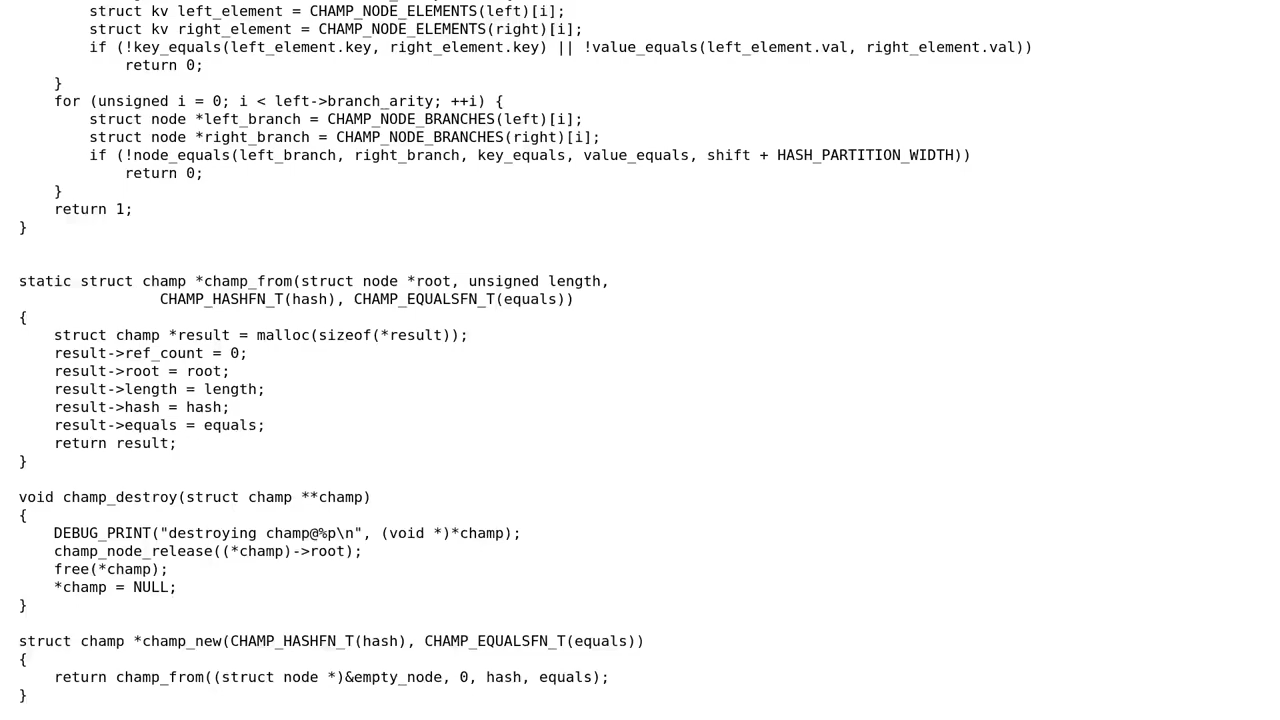 struct kv left_element = CHAMP_NODE_ELEMENTS(left)[i];
struct kv right_element = CHAMP_NODE_ELEMENTS(right)[i];
if (!key_equals(left_element.key, right_element.key) || !value_equals(left_element.val, right_element.val))
return 0;
}
for (unsigned i = 0; i < left->branch_arity; ++i) {
struct node *left_branch = CHAMP_NODE_BRANCHES(left)[i];
struct node *right_branch = CHAMP_NODE_BRANCHES(right)[i];
if (!node_equals(left_branch, right_branch, key_equals, value_equals, shift + HASH_PARTITION_WIDTH))
return 0;
}
return 1;
}
static struct champ *champ_from(struct node *root, unsigned length,
CHAMP_HASHFN_T(hash), CHAMP_EQUALSFN_T(equals))
{
struct champ *result = malloc(sizeof(*result));
result->ref_count = 0;
result->root = root;
result->length = length;
result->hash = hash;
result->equals = equals;
return result;
}
void champ_destroy(struct champ **champ)
{
DEBUG_PRINT("destroying champ@%p\n", (void *)*champ);
champ_node_release((*champ)->root);
free(*champ);
*champ = NULL;
}
struct champ *champ_new(CHAMP_HASHFN_T(hash), CHAMP_EQUALSFN_T(equals))
{
return champ_from((struct node *)&empty_node, 0, hash, equals);
}